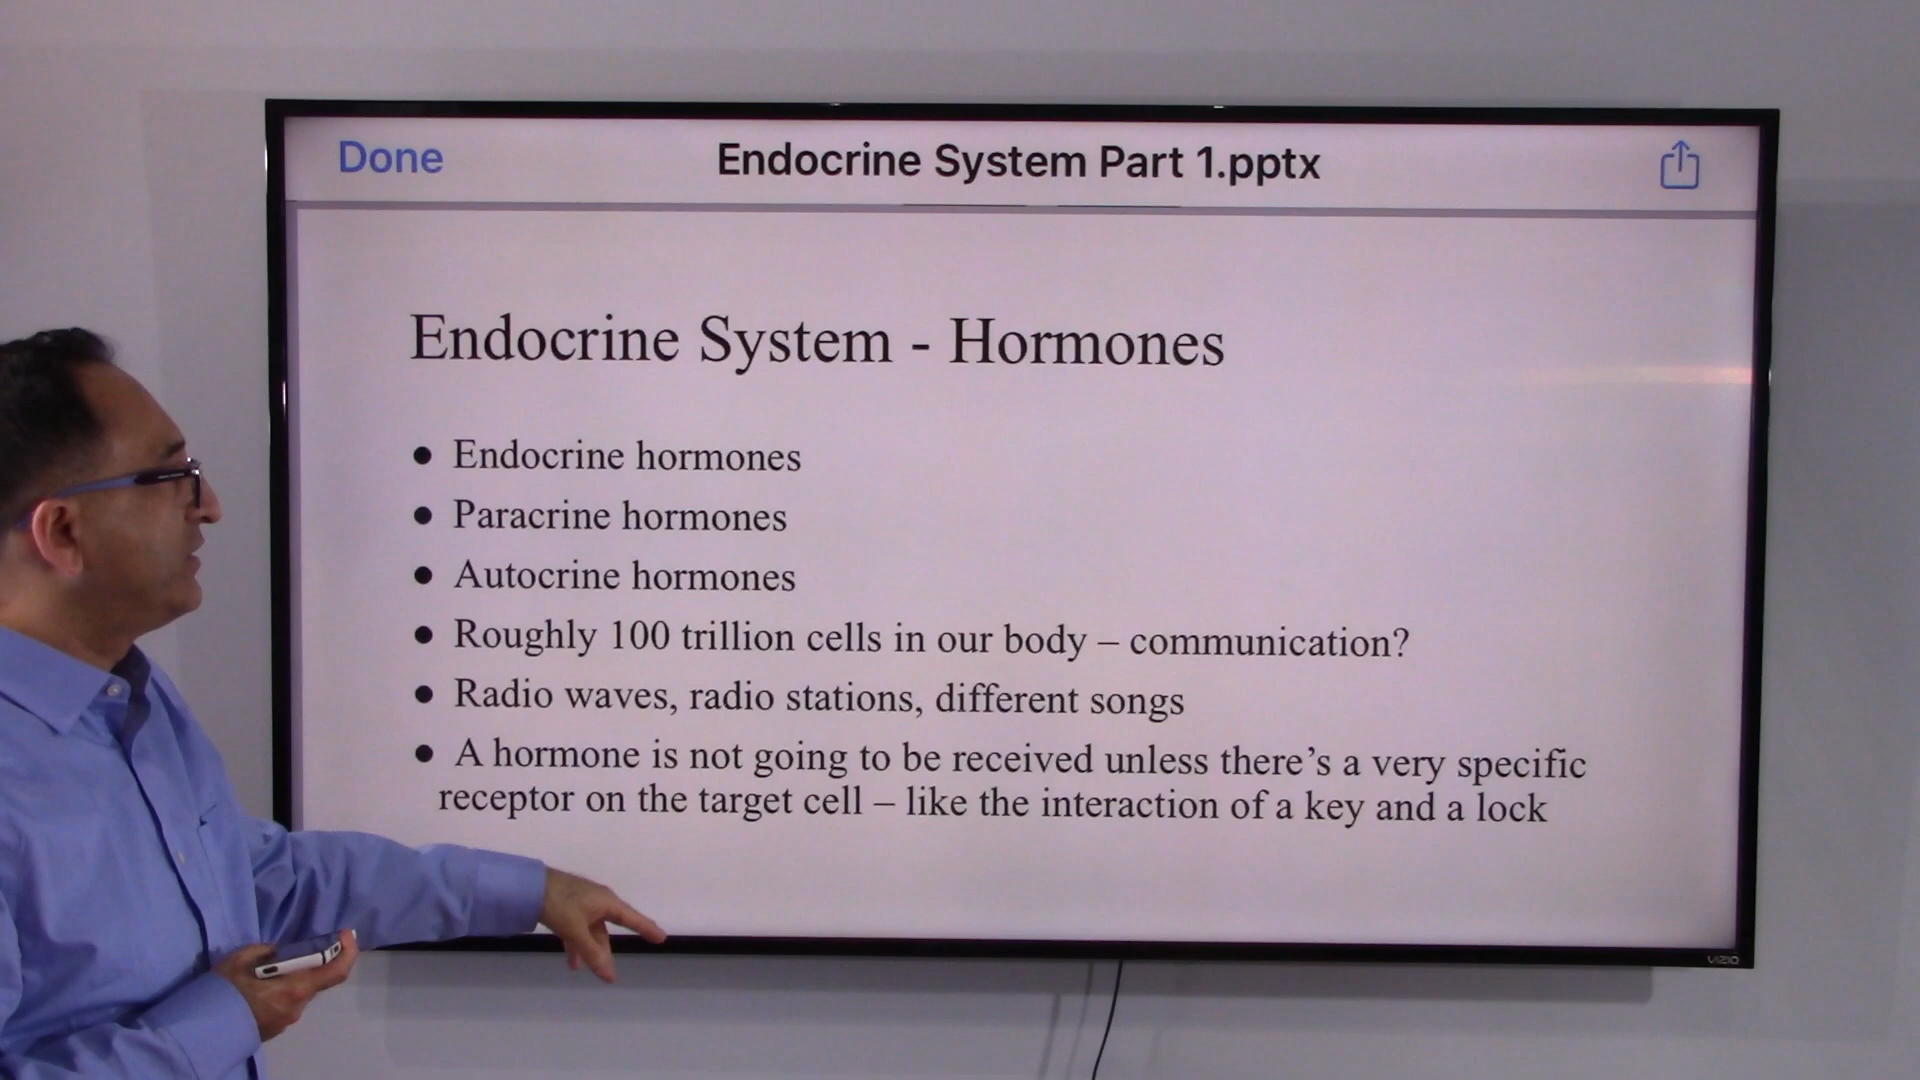 Done
Endocrine System Part 1.pptx
Endocrine System - Hormones
● Endocrine hormones
● Paracrine hormones
● Autocrine hormones
● Roughly 100 trillion cells in our body – communication?
● Radio waves, radio stations, different songs
● A hormone is not going to be received unless there’s a very specific
receptor on the target cell – like the interaction of a key and a lock
VIZIO